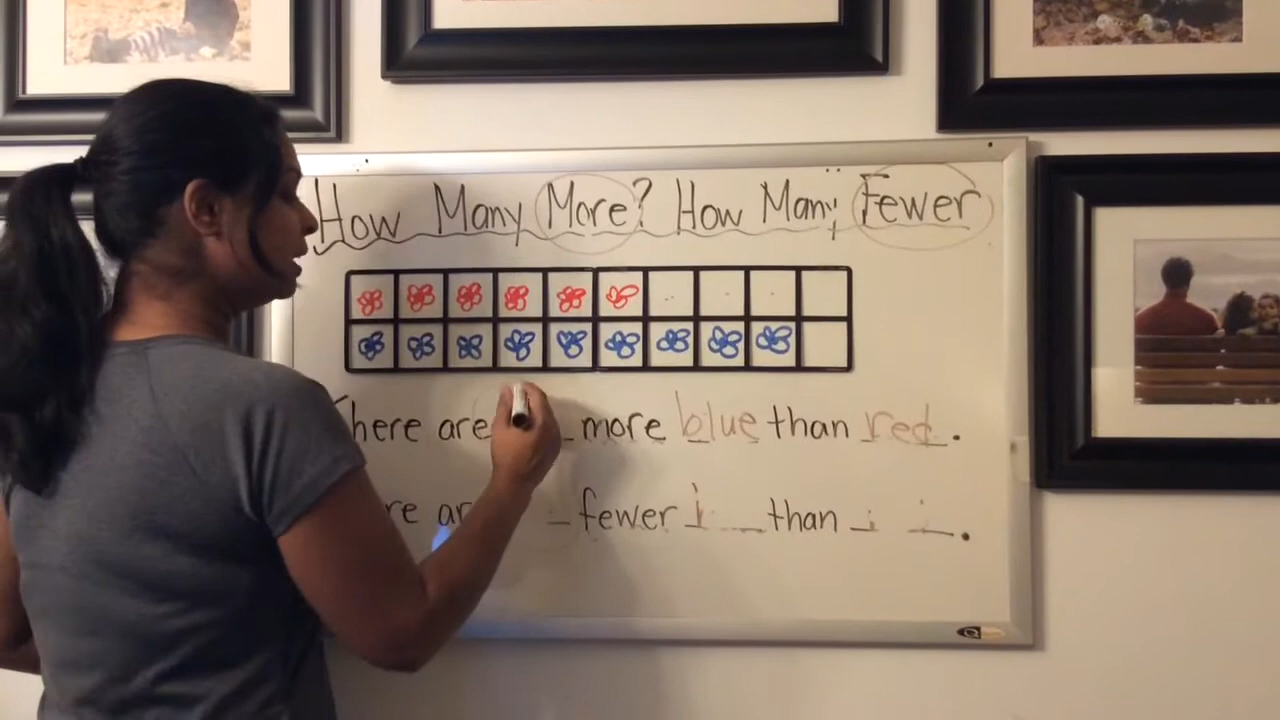 How Many More? How Many Fewer
here are more blue than red.
re ar fewer than .